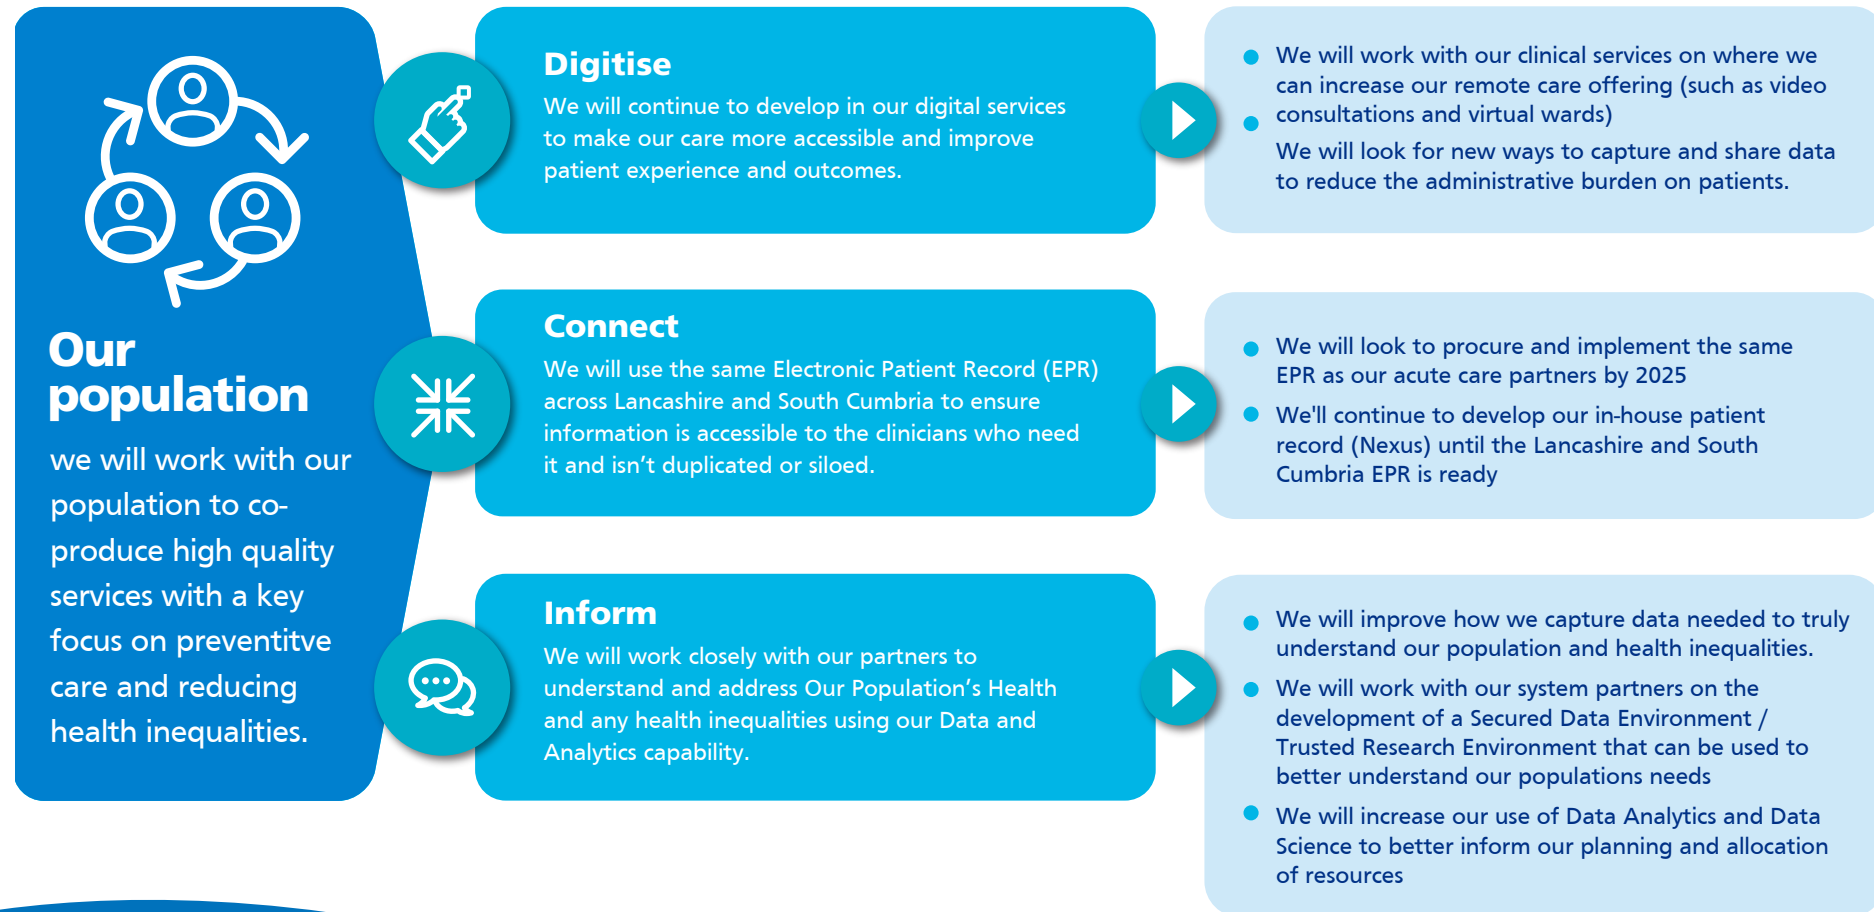 Our
population
we will work with our
population to co-
produce high quality
services with a key
focus on preventitve
care and reducing
health inequalities.
Digitise
We will continue to develop in our digital services
to make our care more accessible and improve
patient experience and outcomes.
We will work with our clinical services on where we
can increase our remote care offering (such as video
consultations and virtual wards)
We will look for new ways to capture and share data
to reduce the administrative burden on patients.
Connect
We will use the same Electronic Patient Record (EPR)
across Lancashire and South Cumbria to ensure
information is accessible to the clinicians who need
it and isn’t duplicated or siloed.
We will look to procure and implement the same
EPR as our acute care partners by 2025
We'll continue to develop our in-house patient
record (Nexus) until the Lancashire and South
Cumbria EPR is ready
Inform
We will work closely with our partners to
understand and address Our Population’s Health
and any health inequalities using our Data and
Analytics capability.
We will improve how we capture data needed to truly
understand our population and health inequalities.
We will work with our system partners on the
development of a Secured Data Environment /
Trusted Research Environment that can be used to
better understand our populations needs
We will increase our use of Data Analytics and Data
Science to better inform our planning and allocation
of resources